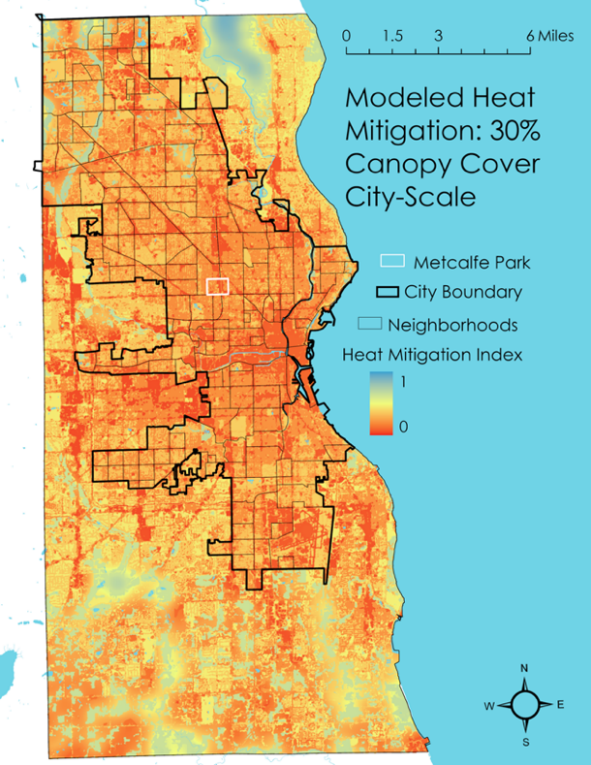 0 1.5 3 6 Miles
Modeled Heat
Mitigation: 30%
Canopy Cover
City-Scale
Metcalfe Park
City Boundary
Neighborhoods
Heat Mitigation Index
1
0
N
W E
S